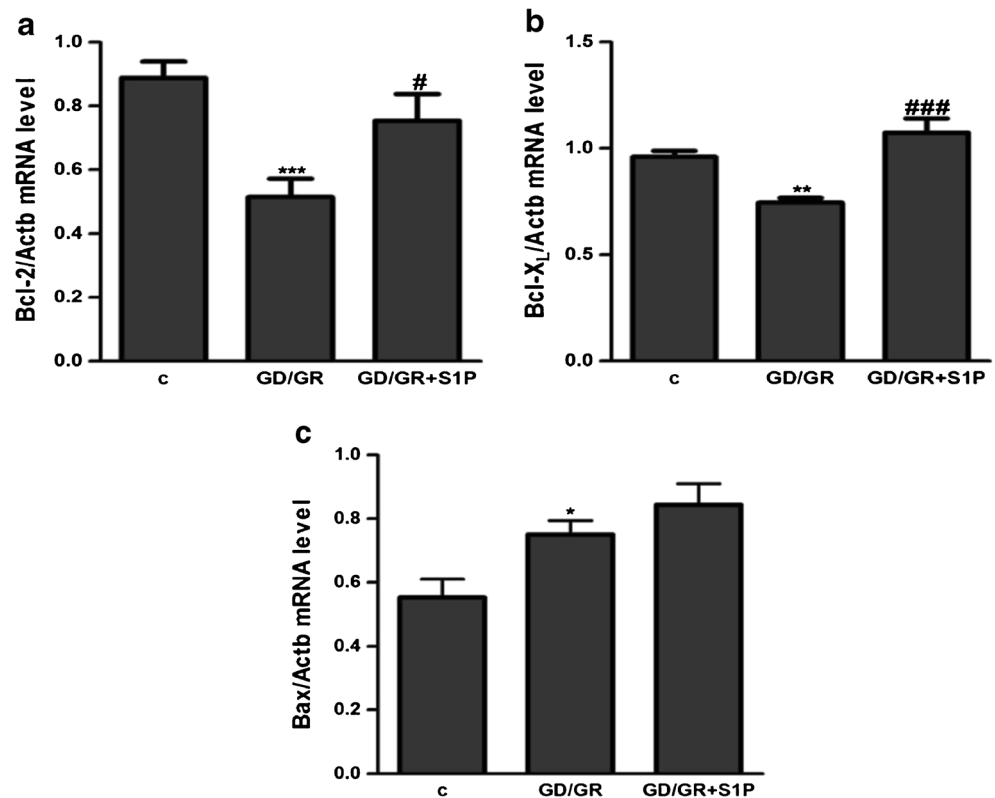 a
Bcl-2/Actb mRNA level
1.0
0.8
0.6
0.4
0.2
0.0
***
#
c GD/GR GD/GR+S1P
b
Bcl-XL/Actb mRNA level
1.5
1.0
0.5
0.0
**
###
c GD/GR GD/GR+S1P
c
Bax/Actb mRNA level
1.0
0.8
0.6
0.4
0.2
0.0
*
c GD/GR GD/GR+S1P